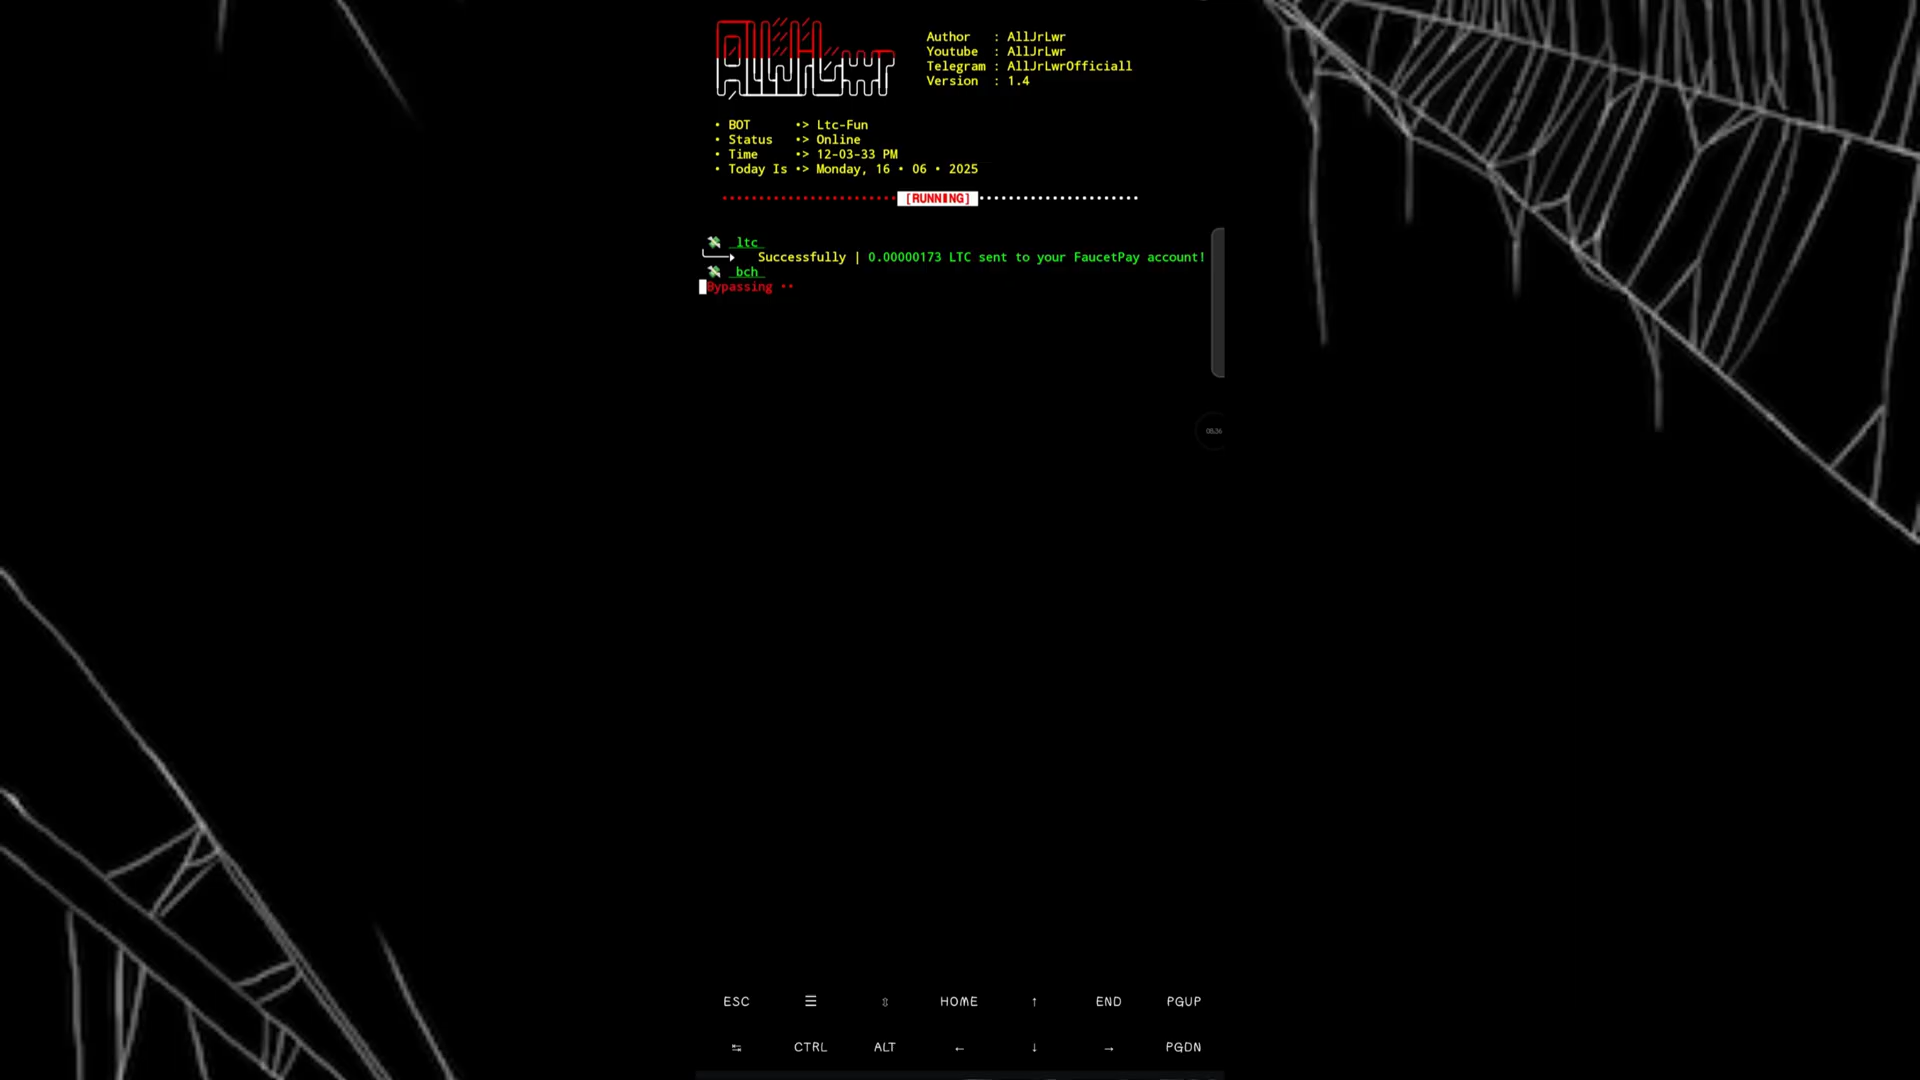 AllJrLwr
Author : AllJrLwr
Youtube : AllJrLwr
Telegram : AllJrLwrOfficiall
Version : 1.4
• BOT •> Ltc-Fun
• Status •> Online
• Time •> 12-03-33 PM
• Today Is •> Monday, 16 • 06 • 2025
[RUNNING]
ltc
Successfully | 0.00000173 LTC sent to your FaucetPay account!
bch
Bypassing ••
ESC ☰ ⇳ HOME ↑ END PGUP
↹ CTRL ALT ← ↓ → PGDN